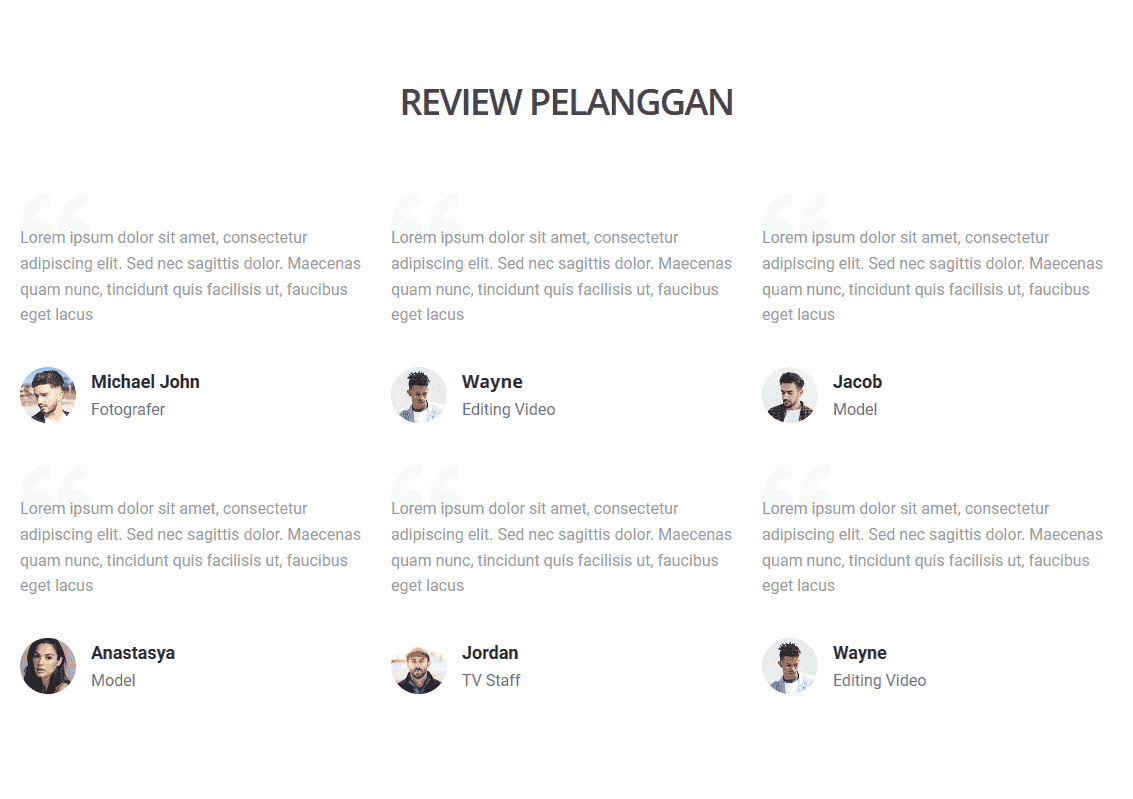 REVIEW PELANGGAN
Lorem ipsum dolor sit amet, consectetur
adipiscing elit. Sed nec sagittis dolor. Maecenas
quam nunc, tincidunt quis facilisis ut, faucibus
eget lacus
Michael John
Fotografer
Lorem ipsum dolor sit amet, consectetur
adipiscing elit. Sed nec sagittis dolor. Maecenas
quam nunc, tincidunt quis facilisis ut, faucibus
eget lacus
Wayne
Editing Video
Lorem ipsum dolor sit amet, consectetur
adipiscing elit. Sed nec sagittis dolor. Maecenas
quam nunc, tincidunt quis facilisis ut, faucibus
eget lacus
Jacob
Model
Lorem ipsum dolor sit amet, consectetur
adipiscing elit. Sed nec sagittis dolor. Maecenas
quam nunc, tincidunt quis facilisis ut, faucibus
eget lacus
Anastasya
Model
Lorem ipsum dolor sit amet, consectetur
adipiscing elit. Sed nec sagittis dolor. Maecenas
quam nunc, tincidunt quis facilisis ut, faucibus
eget lacus
Jordan
TV Staff
Lorem ipsum dolor sit amet, consectetur
adipiscing elit. Sed nec sagittis dolor. Maecenas
quam nunc, tincidunt quis facilisis ut, faucibus
eget lacus
Wayne
Editing Video